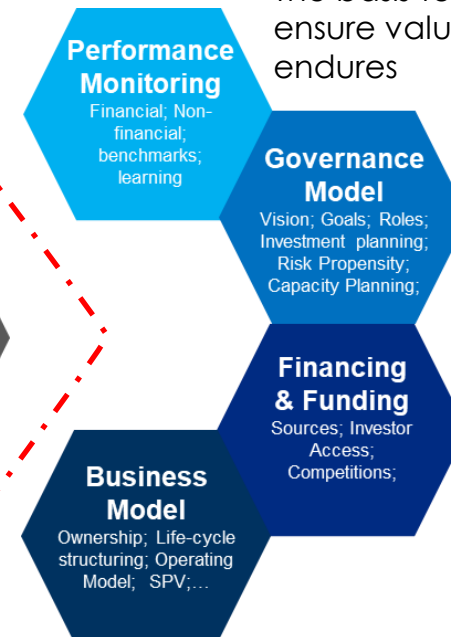 ensure valu
endures
Performance
Monitoring
Financial; Non-
financial;
benchmarks;
learning
Governance
Model
Vision; Goals; Roles;
Investment planning;
Risk Propensity;
Capacity Planning;
Financing
& Funding
Sources; Investor
Access;
Competitions;
Business
Model
Ownership; Life-cycle
structuring; Operating
Model; SPV;...